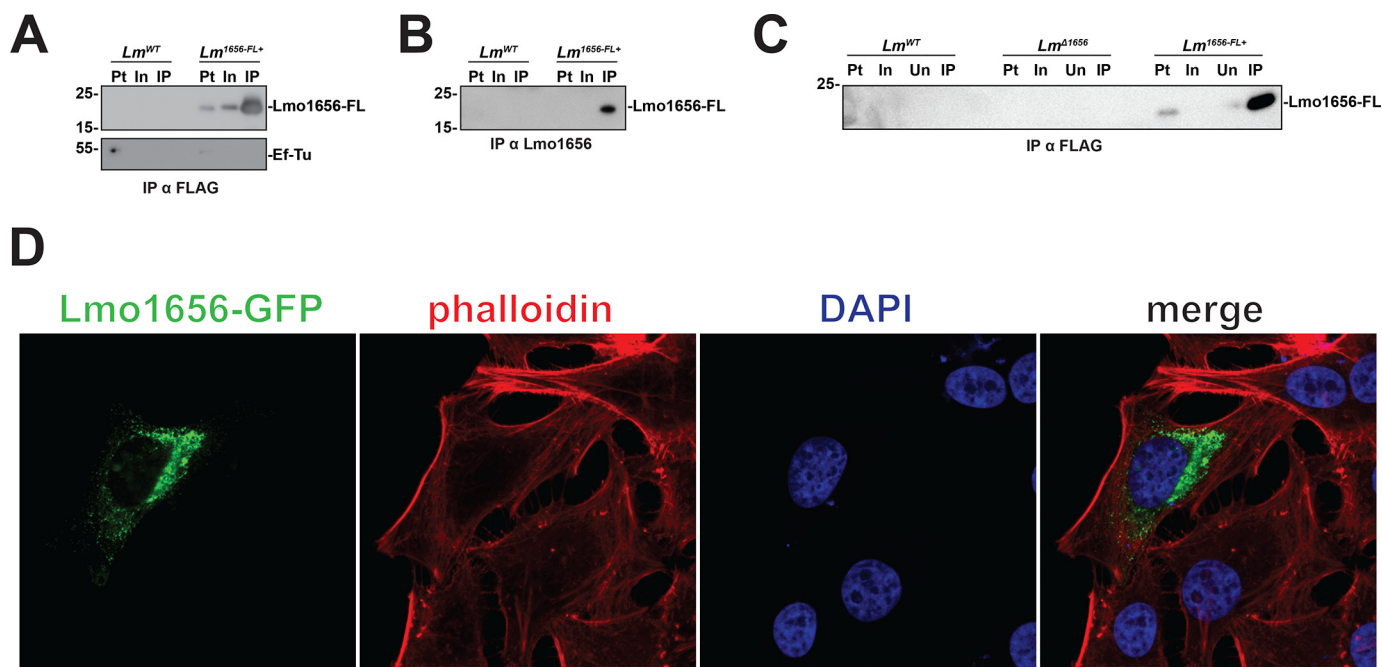 A
Lm^WT Lm^1656-FL+
Pt In IP Pt In IP
25-
-Lmo1656-FL
15-
55-
-Ef-Tu
IP α FLAG
B
Lm^WT Lm^1656-FL+
Pt In IP Pt In IP
25-
-Lmo1656-FL
15-
IP α Lmo1656
C
Lm^WT Lm^Δ1656 Lm^1656-FL+
Pt In Un IP Pt In Un IP Pt In Un IP
25-
-Lmo1656-FL
15-
IP α FLAG
D
Lmo1656-GFP phalloidin DAPI merge